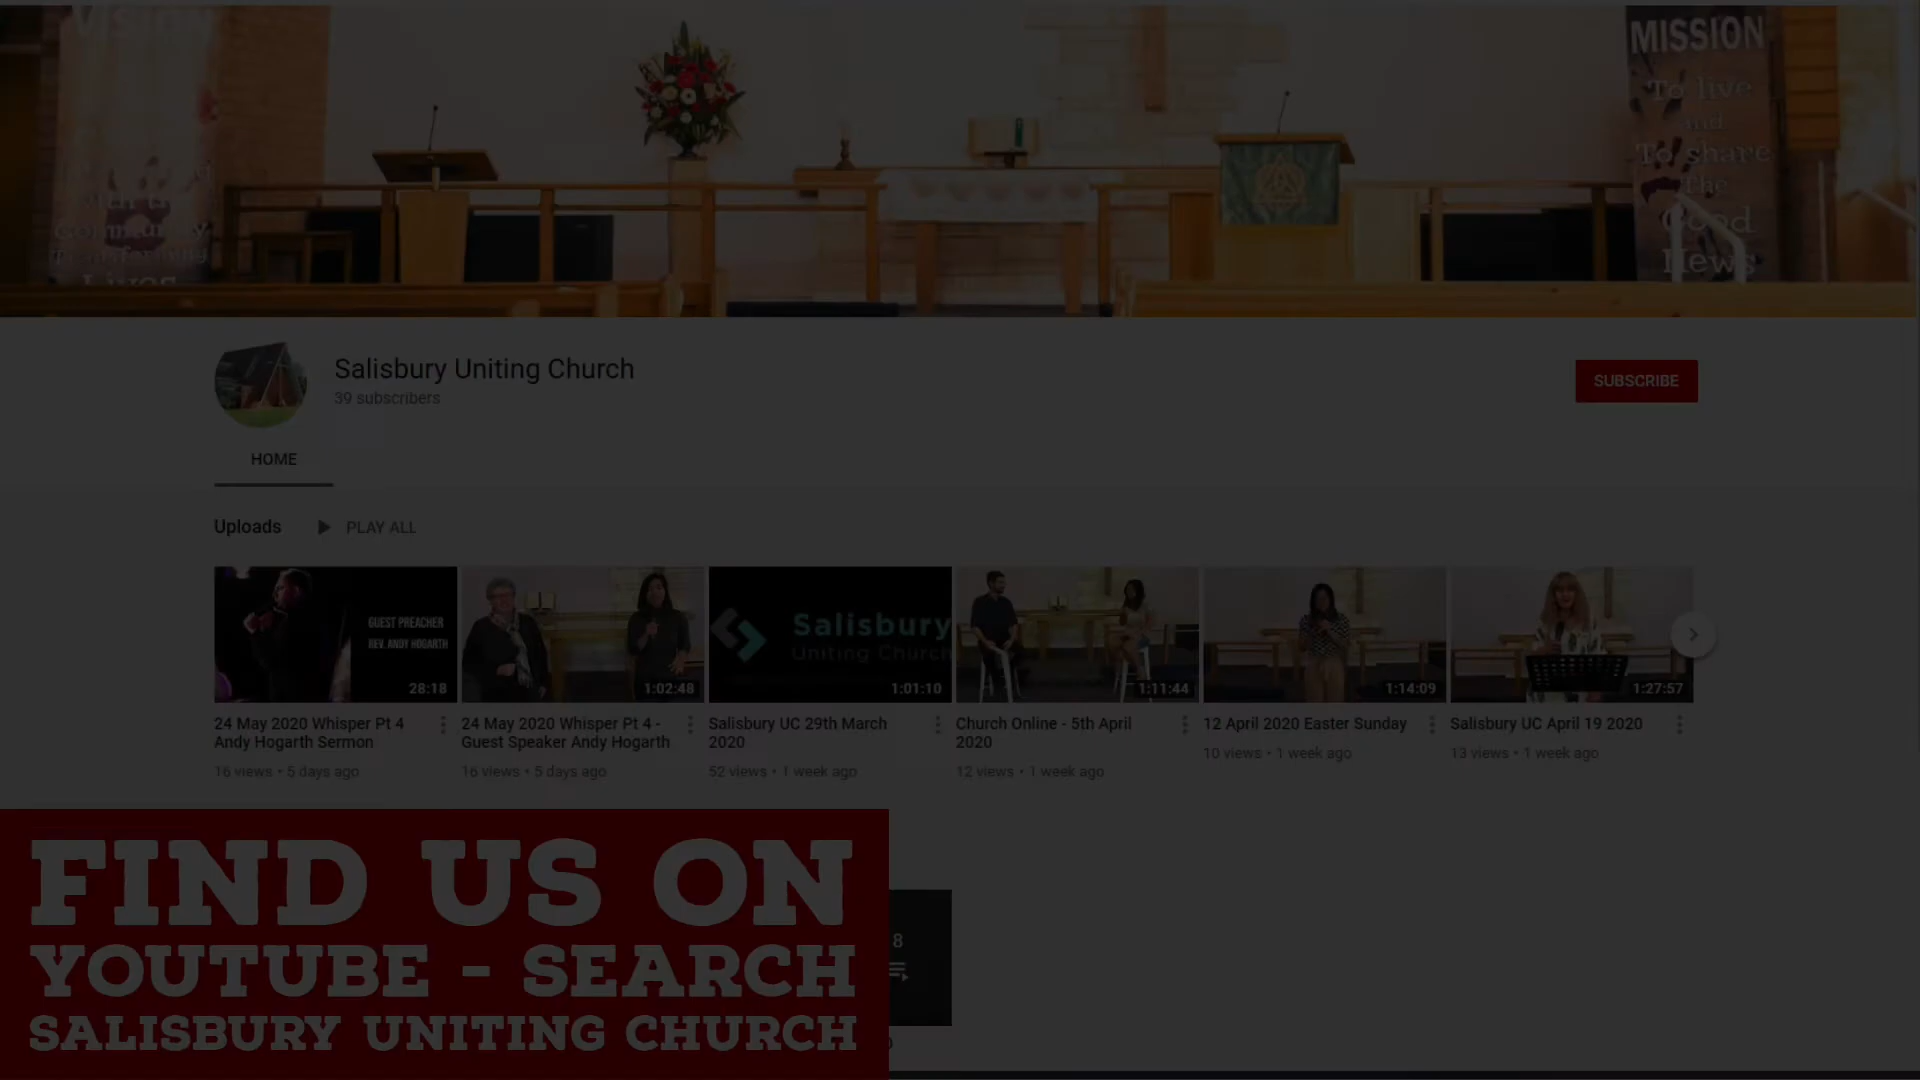 VISION
MISSION
To live
and
To share
The
Good
News
Community
Transforming
Lives
Salisbury Uniting Church
39 subscribers
SUBSCRIBE
HOME
Uploads
PLAY ALL
GUEST PREACHER
REV. ANDY HOGARTH
28:18
1:02:48
Salisbury
Uniting Church
1:01:10
1:11:44
1:14:09
1:27:57
24 May 2020 Whisper Pt 4
Andy Hogarth Sermon
16 views • 5 days ago
24 May 2020 Whisper Pt 4 -
Guest Speaker Andy Hogarth
16 views • 5 days ago
Salisbury UC 29th March
2020
52 views • 1 week ago
Church Online - 5th April
2020
12 views • 1 week ago
12 April 2020 Easter Sunday
10 views • 1 week ago
Salisbury UC April 19 2020
13 views • 1 week ago
8
FIND US ON
YOUTUBE - SEARCH
SALISBURY UNITING CHURCH